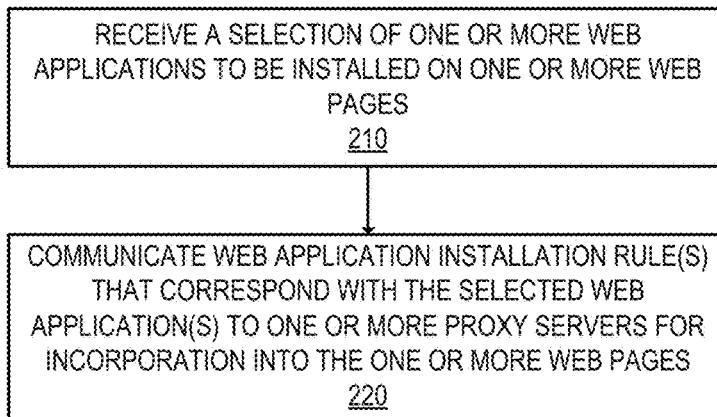 RECEIVE A SELECTION OF ONE OR MORE WEB
APPLICATIONS TO BE INSTALLED ON ONE OR MORE WEB
PAGES
210
COMMUNICATE WEB APPLICATION INSTALLATION RULE(S)
THAT CORRESPOND WITH THE SELECTED WEB
APPLICATION(S) TO ONE OR MORE PROXY SERVERS FOR
INCORPORATION INTO THE ONE OR MORE WEB PAGES
220